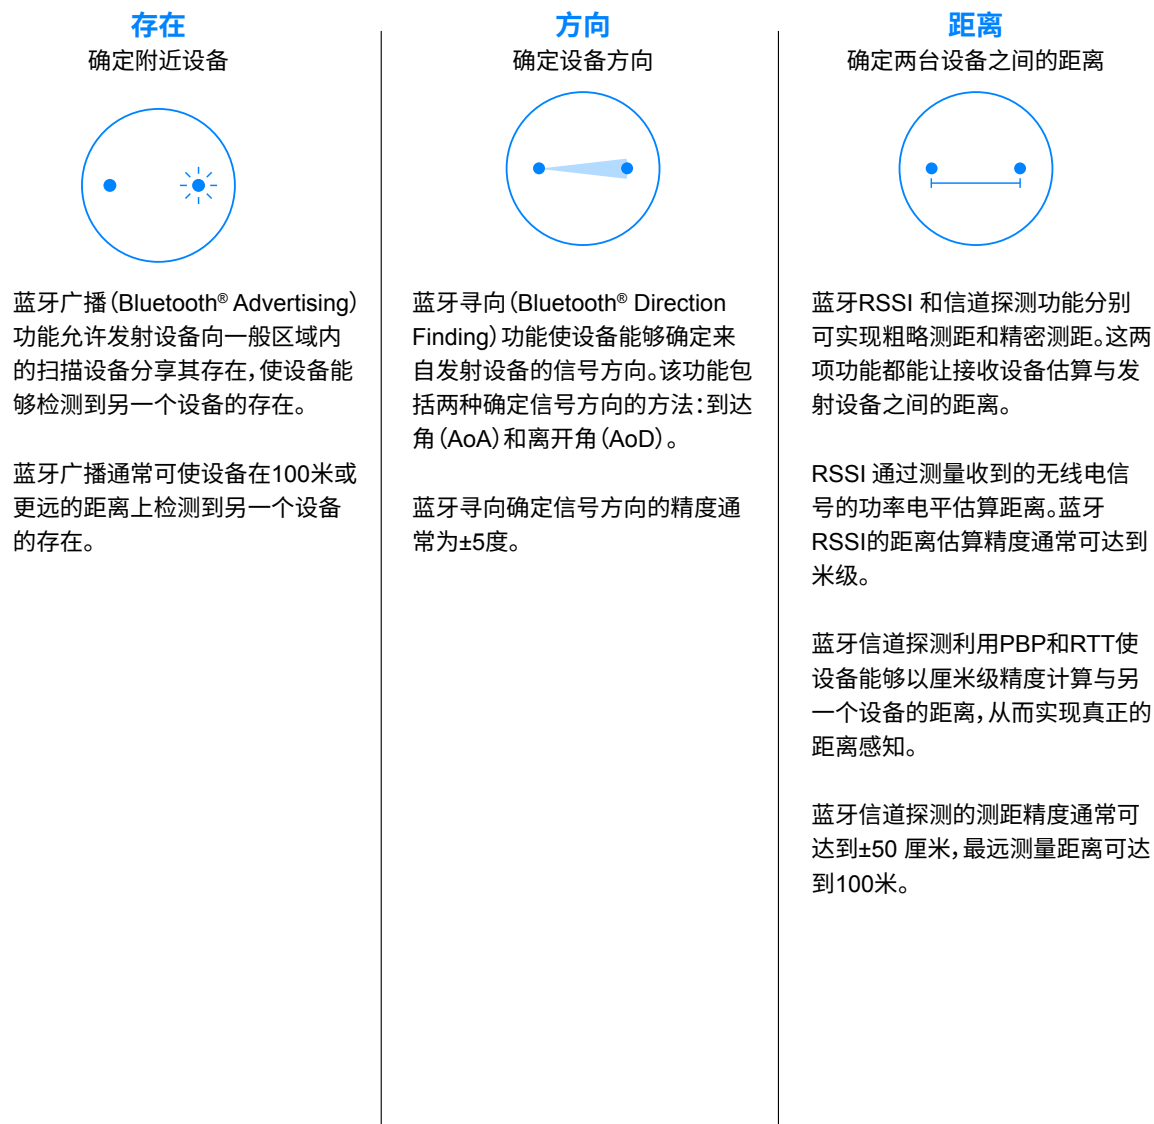 存在
确定附近设备
蓝牙广播（Bluetooth® Advertising）
功能允许发射设备向一般区域内
的扫描设备分享其存在，使设备能
够检测到另一个设备的存在。
蓝牙广播通常可使设备在100米或
更远的距离上检测到另一个设备
的存在。
方向
确定设备方向
蓝牙寻向（Bluetooth® Direction
Finding）功能使设备能够确定来
自发射设备的信号方向。该功能包
括两种确定信号方向的方法：到达
角（AoA）和离开角（AoD）。
蓝牙寻向确定信号方向的精度通
常为±5度。
距离
确定两台设备之间的距离
蓝牙RSSI 和信道探测功能分别
可实现粗略测距和精密测距。这两
项功能都能让接收设备估算与发
射设备之间的距离。
RSSI 通过测量收到的无线电信
号的功率电平估算距离。蓝牙
RSSI的距离估算精度通常可达到
米级。
蓝牙信道探测利用PBP和RTT使
设备能够以厘米级精度计算与另
一个设备的距离，从而实现真正的
距离感知。
蓝牙信道探测的测距精度通常可
达到±50 厘米，最远测量距离可达
到100米。